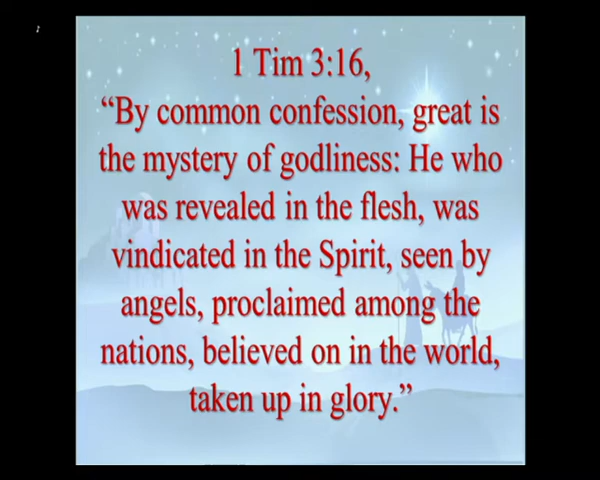 1 Tim 3:16,
“By common confession, great is
the mystery of godliness: He who
was revealed in the flesh, was
vindicated in the Spirit, seen by
angels, proclaimed among the
nations, believed on in the world,
taken up in glory.”